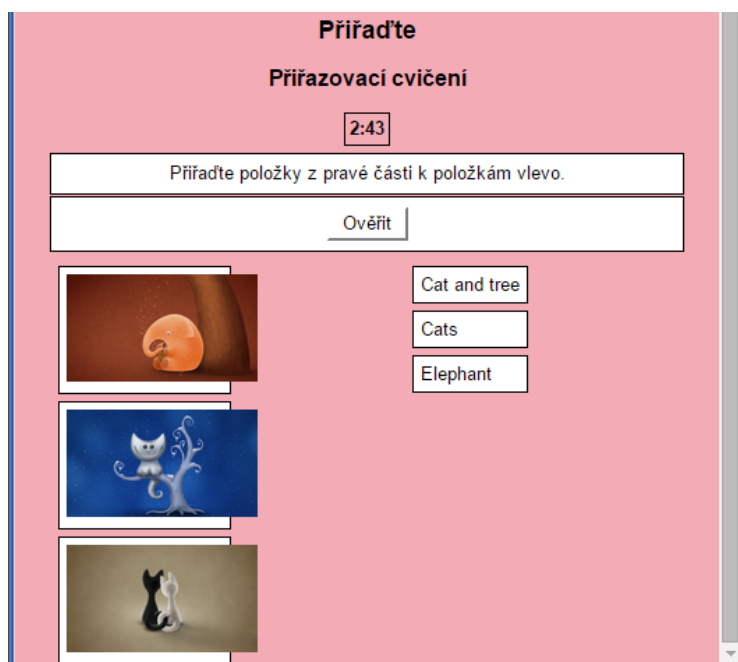 Přiřaďte
Přiřazovací cvičení
2:43
Přiřaďte položky z pravé části k položkám vlevo.
Ověřit
Cat and tree
Cats
Elephant